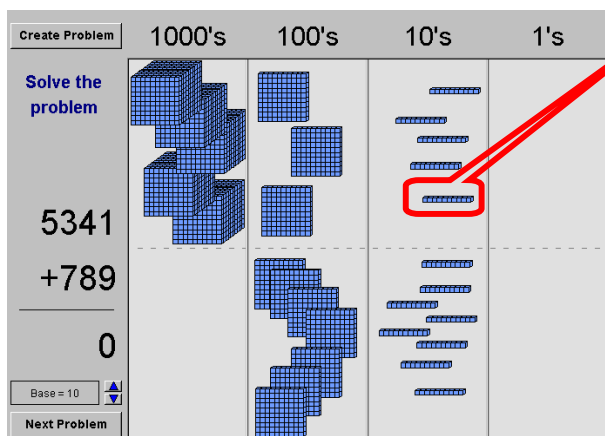 Create Problem
1000's 100's 10's 1's
Solve the
problem
5341
+789
0
Base = 10
Next Problem